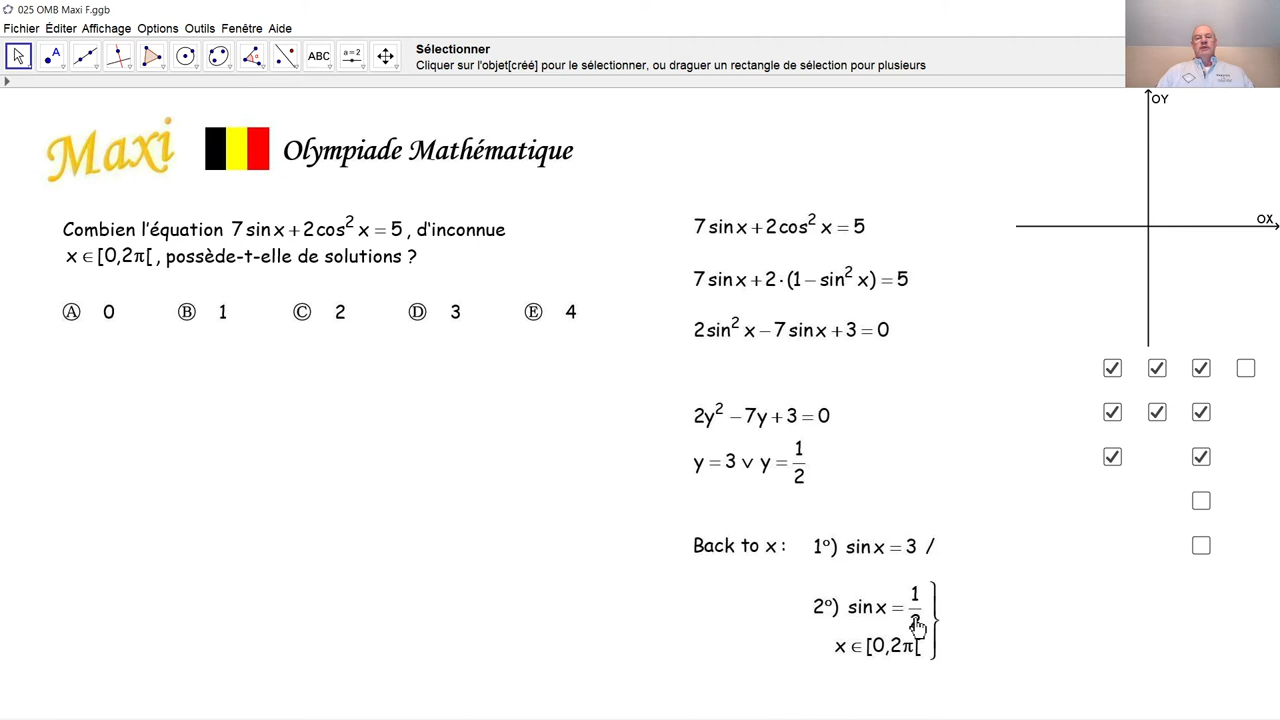 025 OMB Maxi F.ggb
Fichier Éditer Affichage Options Outils Fenêtre Aide
A ABC a=2
Sélectionner
Cliquer sur l'objet[créé] pour le sélectionner, ou draguer un rectangle de sélection pour plusieurs
Maxi Olympiade Mathématique
Combien l'équation 7 sin x + 2 cos² x = 5 , d'inconnue
x ∈ [0,2π[ , possède-t-elle de solutions ?
Ⓐ 0 Ⓑ 1 Ⓒ 2 Ⓓ 3 Ⓔ 4
7 sin x + 2 cos² x = 5
7 sin x + 2 · (1 – sin² x) = 5
2 sin² x – 7 sin x + 3 = 0
2y² – 7y + 3 = 0
y = 3 ∨ y = 1/2
Back to x : 1°) sin x = 3 /
2°) sin x = 1/2
x ∈ [0,2π[
OY
OX